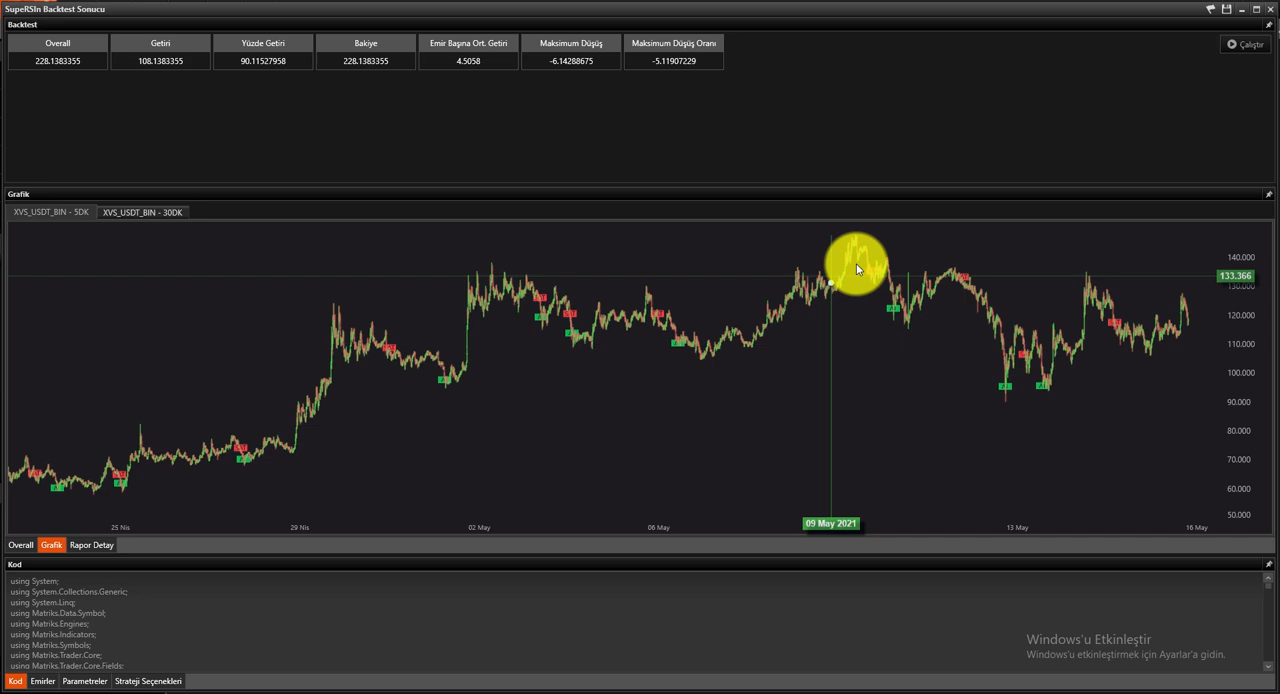 SupeRSIn Backtest Sonucu
Backtest
Overall Getiri Yüzde Getiri Bakiye Emir Başına Ort. Getiri Maksimum Düşüş Maksimum Düşüş Oranı
228.1383355 108.1383355 90.11527958 228.1383355 4.5058 -6.14288675 -5.11907229
Çalıştır
Grafik
XVS_USDT_BIN - 5DK XVS_USDT_BIN - 30DK
140.000
133.366
130.000
120.000
110.000
100.000
90.000
80.000
70.000
60.000
50.000
25 Nis 29 Nis 02 May 06 May 09 May 2021 13 May 16 May
Overall Grafik Rapor Detay
Kod
using System;
using System.Collections.Generic;
using System.Linq;
using Matriks.Data.Symbol;
using Matriks.Engines;
using Matriks.Indicators;
using Matriks.Symbols;
using Matriks.Trader.Core;
using Matriks.Trader.Core.Fields;
Windows'u Etkinleştir
Windows'u etkinleştirmek için Ayarlar'a gidin.
Kod Emirler Parametreler Strateji Seçenekleri